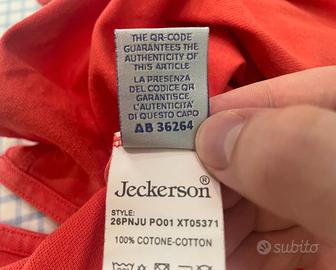 THE QR-CODE
GUARANTEES THE
AUTHENTICITY OF
THIS ARTICLE
LA PRESENZA
DEL CODICE QR
GARANTISCE
L'AUTENTICITA'
DI QUESTO CAPO
AB 36264
Jeckerson®
STYLE:
26PNJU PO01 XT05371
100% COTONE-COTTON
subito